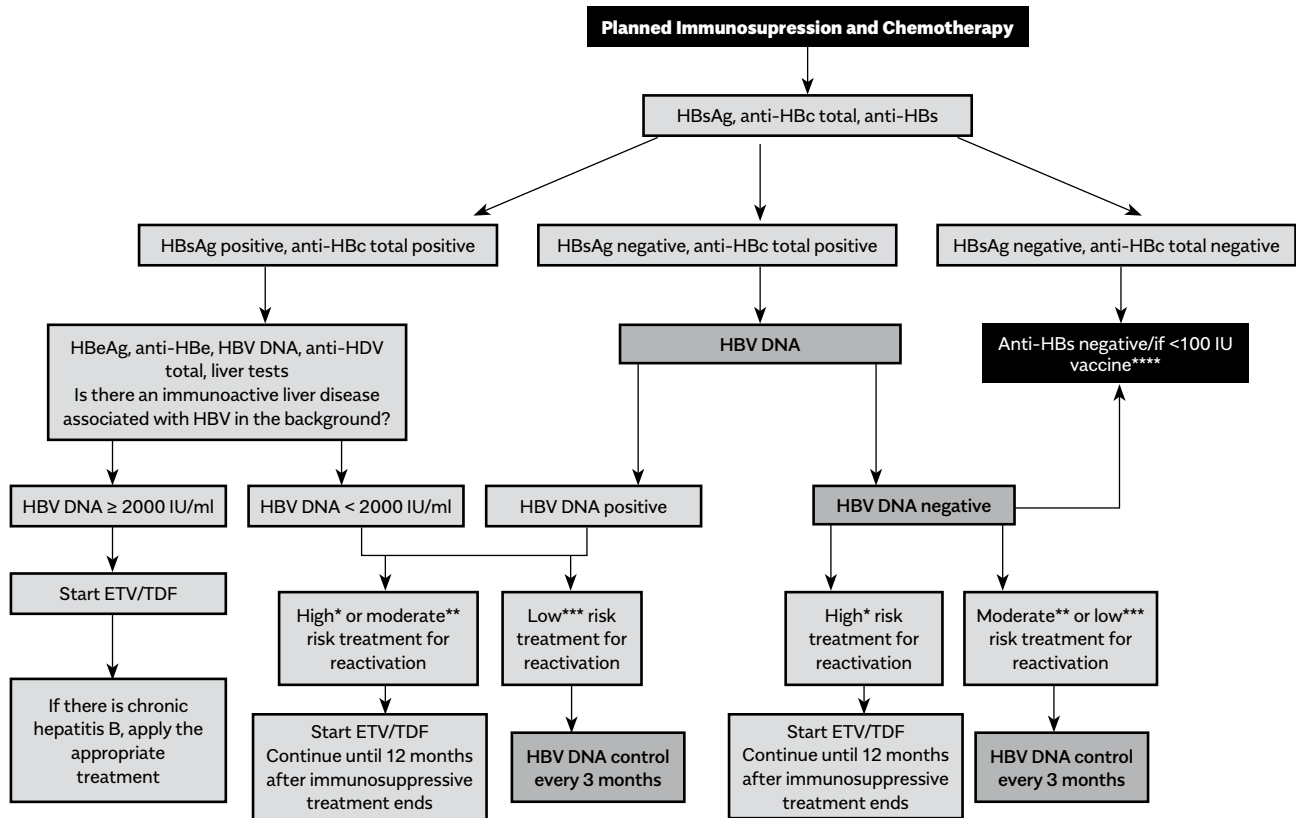 Planned Immunosupression and Chemotherapy
HBsAg, anti-HBc total, anti-HBs
HBsAg positive, anti-HBc total positive
HBsAg negative, anti-HBc total positive
HBsAg negative, anti-HBc total negative
HBeAg, anti-HBe, HBV DNA, anti-HDV
total, liver tests
Is there an immunoactive liver disease
associated with HBV in the background?
HBV DNA
Anti-HBs negative/if <100 IU
vaccine****
HBV DNA ≥ 2000 IU/ml
HBV DNA < 2000 IU/ml
HBV DNA positive
HBV DNA negative
Start ETV/TDF
High* or moderate**
risk treatment for
reactivation
Low*** risk
treatment for
reactivation
High* risk
treatment for
reactivation
Moderate** or low***
risk treatment for
reactivation
If there is chronic
hepatitis B, apply the
appropriate
treatment
Start ETV/TDF
Continue until 12 months
after immunosuppressive
treatment ends
HBV DNA control
every 3 months
Start ETV/TDF
Continue until 12 months
after immunosuppressive
treatment ends
HBV DNA control
every 3 months